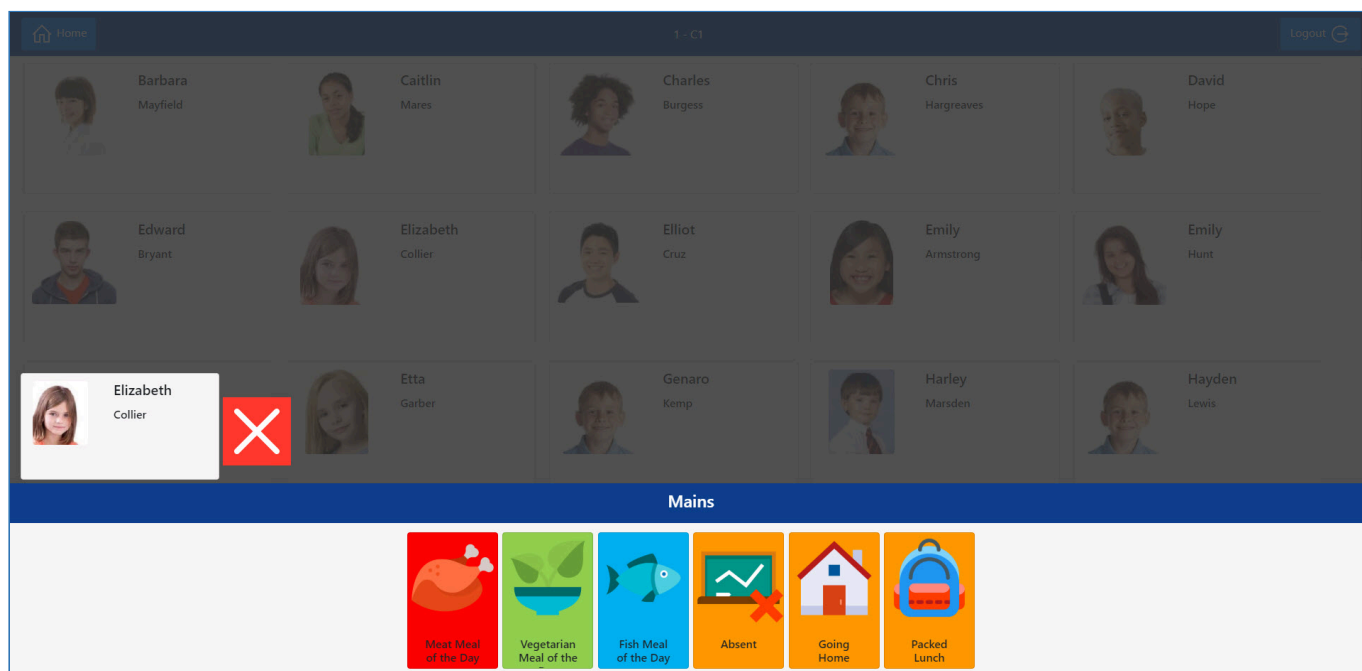 Home
1 - C1
Logout
Barbara
Mayfield
Caitlin
Mares
Charles
Burgess
Chris
Hargreaves
David
Hope
Edward
Bryant
Elizabeth
Collier
Elliot
Cruz
Emily
Armstrong
Emily
Hunt
Elizabeth
Collier
Etta
Garber
Genaro
Kemp
Harley
Marsden
Hayden
Lewis
Mains
Meat Meal
of the Day
Vegetarian
Meal of the
Fish Meal
of the Day
Absent
Going
Home
Packed
Lunch